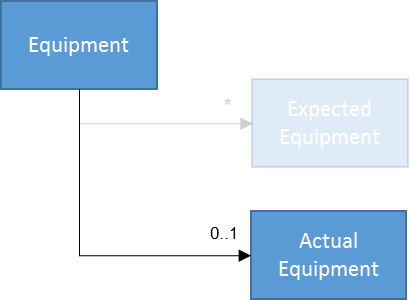 Equipment
*
Expected
Equipment
0..1
Actual
Equipment